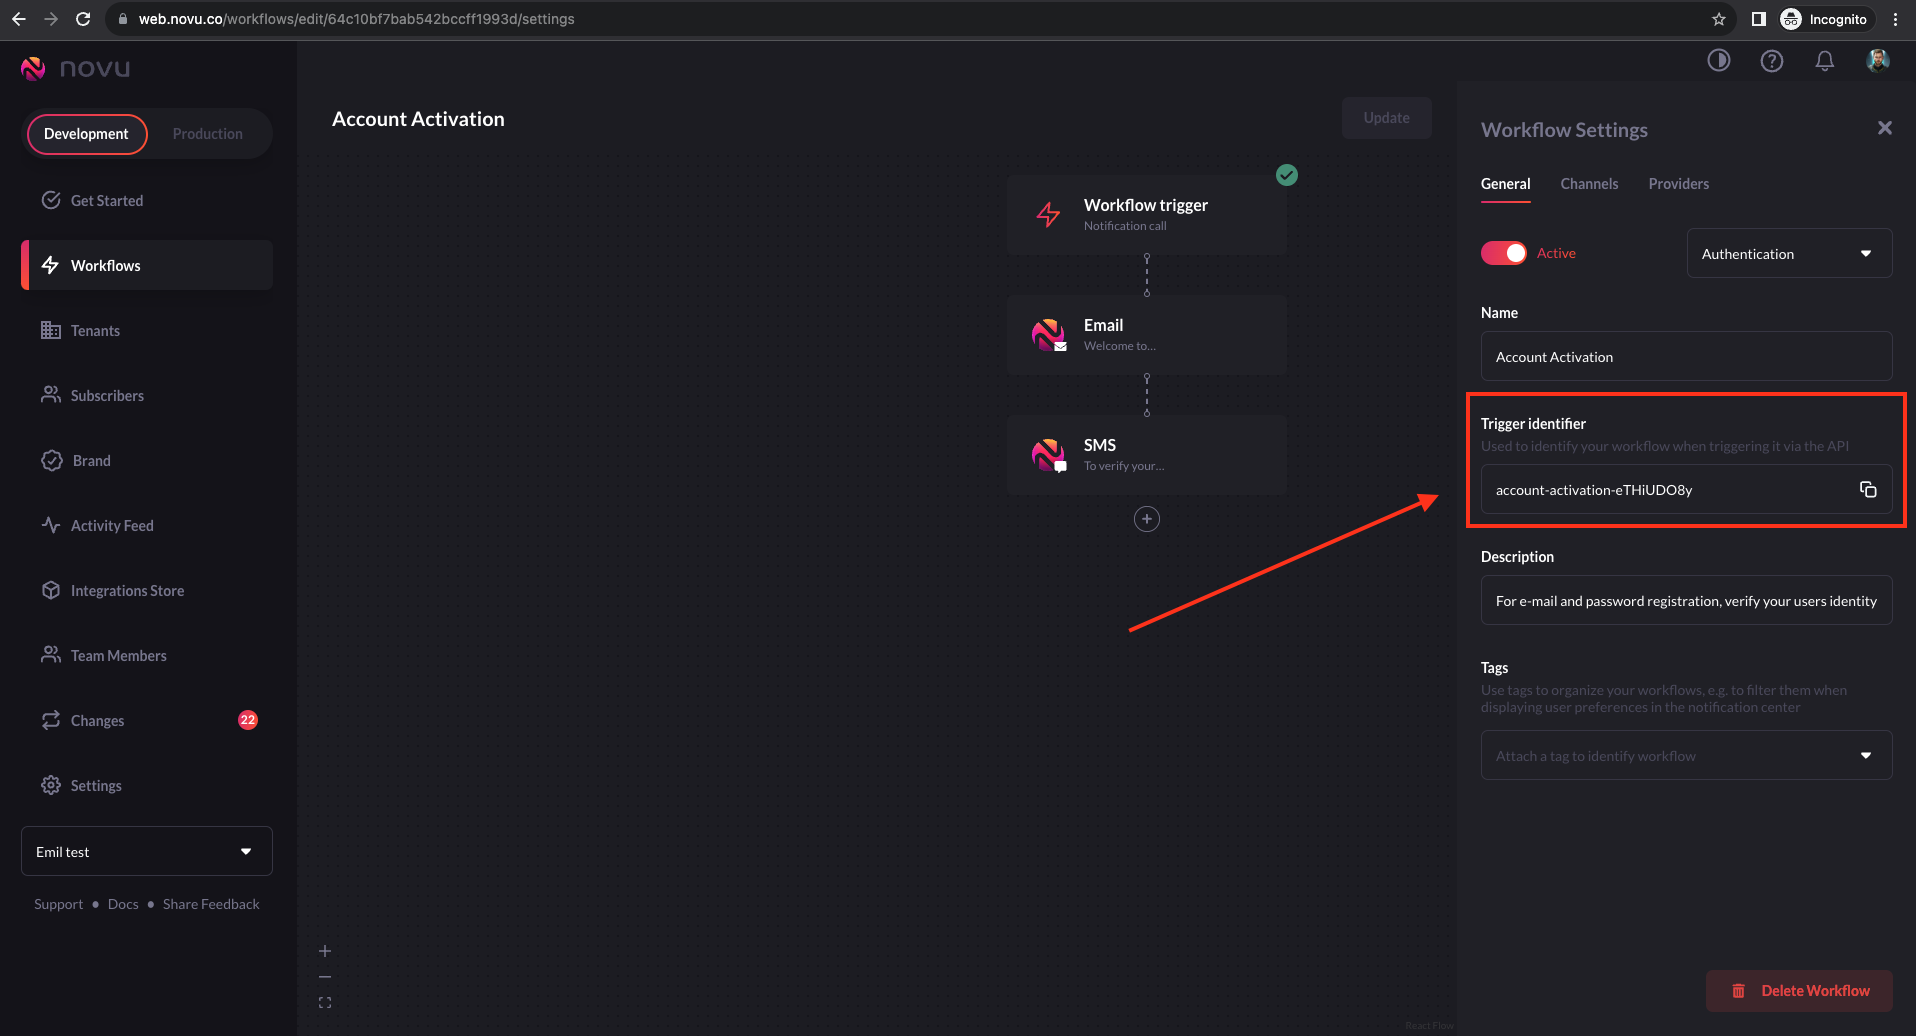 web.novu.co/workflows/edit/64c10bf7bab542bccff1993d/settings
Incognito
novu
Development
Production
Get Started
Workflows
Tenants
Subscribers
Brand
Activity Feed
Integrations Store
Team Members
Changes
22
Settings
Emil test
Support • Docs • Share Feedback
Account Activation
Update
Workflow trigger
Notification call
Email
Welcome to...
SMS
To verify your...
React Flow
Workflow Settings
General
Channels
Providers
Active
Authentication
Name
Account Activation
Trigger identifier
Used to identify your workflow when triggering it via the API
account-activation-eTHiUDO8y
Description
For e-mail and password registration, verify your users identity
Tags
Use tags to organize your workflows, e.g. to filter them when
displaying user preferences in the notification center
Attach a tag to identify workflow
Delete Workflow